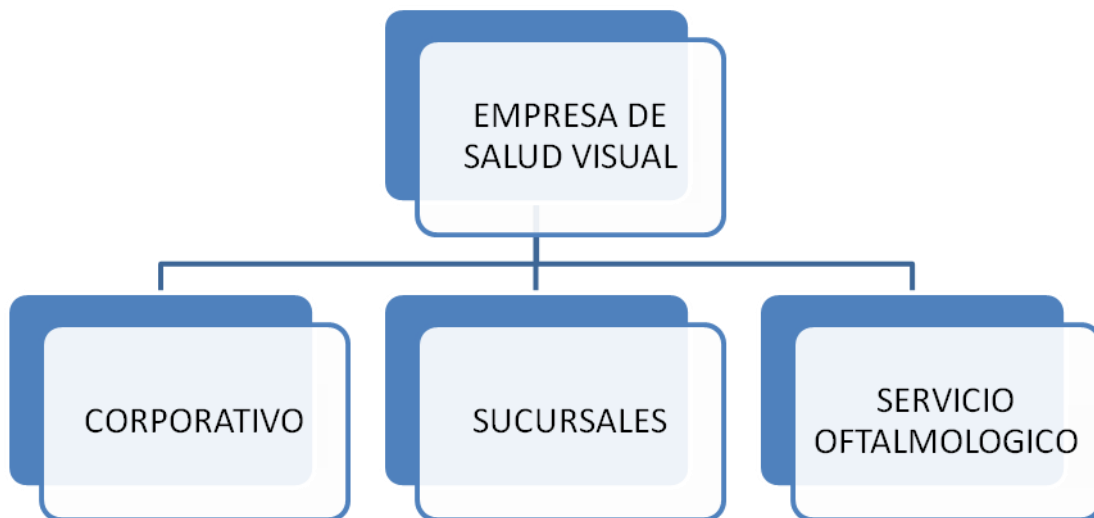 EMPRESA DE
SALUD VISUAL
CORPORATIVO
SUCURSALES
SERVICIO
OFTALMOLOGICO